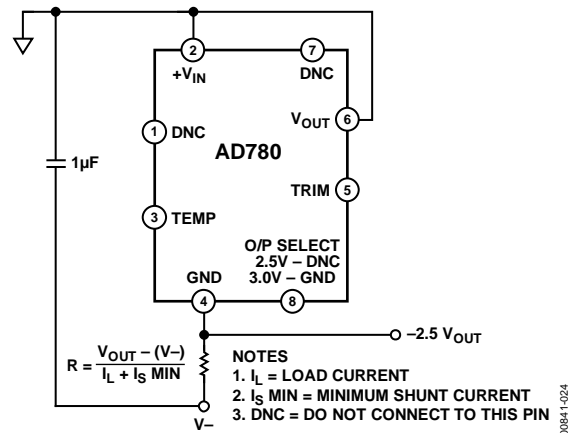 2
7
+VIN
DNC
VOUT
6
1
DNC
AD780
1µF
TRIM
5
3
TEMP
O/P SELECT
2.5V – DNC
3.0V – GND
GND
4
8
–2.5 VOUT
R = VOUT – (V–)
IL + IS MIN
NOTES
1. IL = LOAD CURRENT
2. IS MIN = MINIMUM SHUNT CURRENT
3. DNC = DO NOT CONNECT TO THIS PIN
V–
00841-024